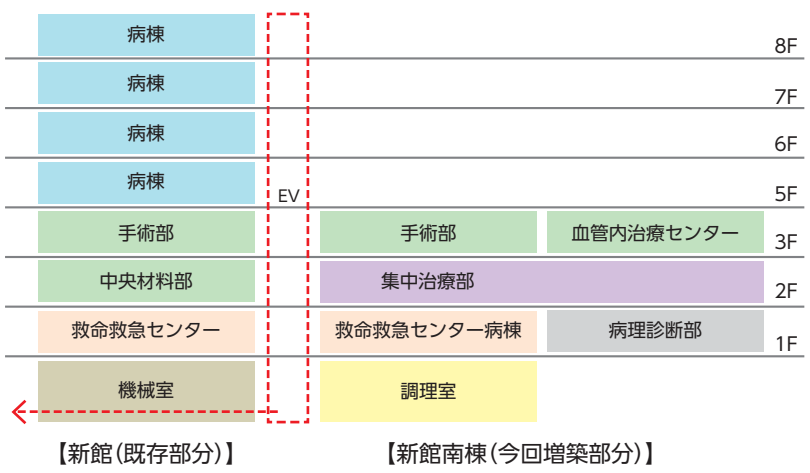 病棟
8F
病棟
7F
病棟
6F
病棟
EV
5F
手術部 手術部 血管内治療センター
3F
中央材料部 集中治療部
2F
救命救急センター 救命救急センター病棟 病理診断部
1F
機械室 調理室
【新館(既存部分)】 【新館南棟(今回増築部分)】